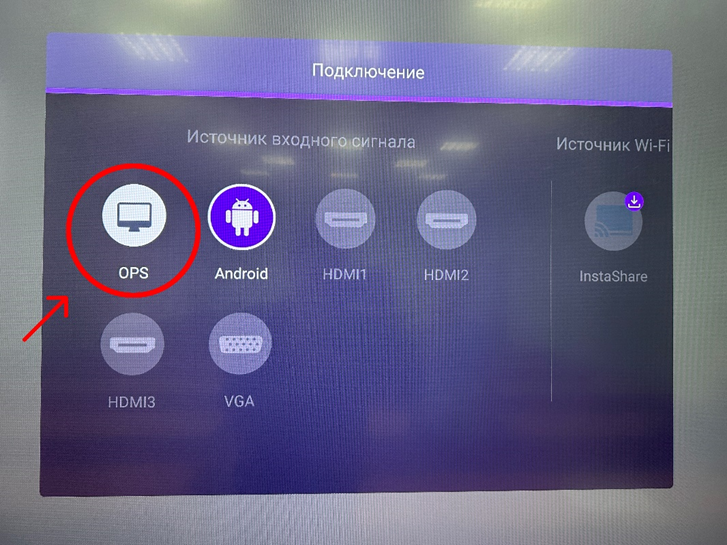 Подключение
Источник входного сигнала
Источник Wi-Fi
OPS
Android
HDMI1
HDMI2
InstaShare
HDMI3
VGA